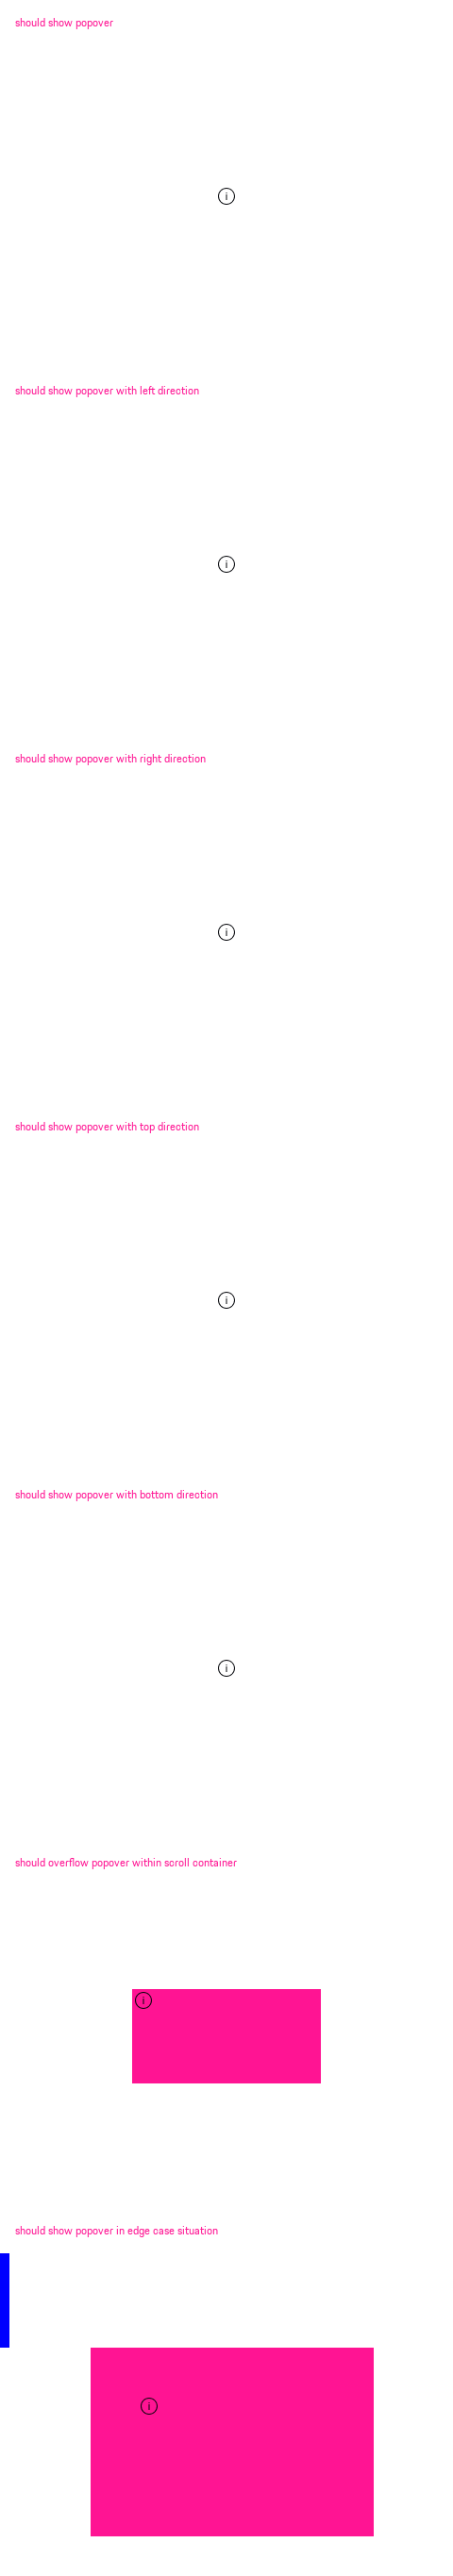 should show popover
i
should show popover with left direction
i
should show popover with right direction
i
should show popover with top direction
i
should show popover with bottom direction
i
should overflow popover within scroll container
i
should show popover in edge case situation
i